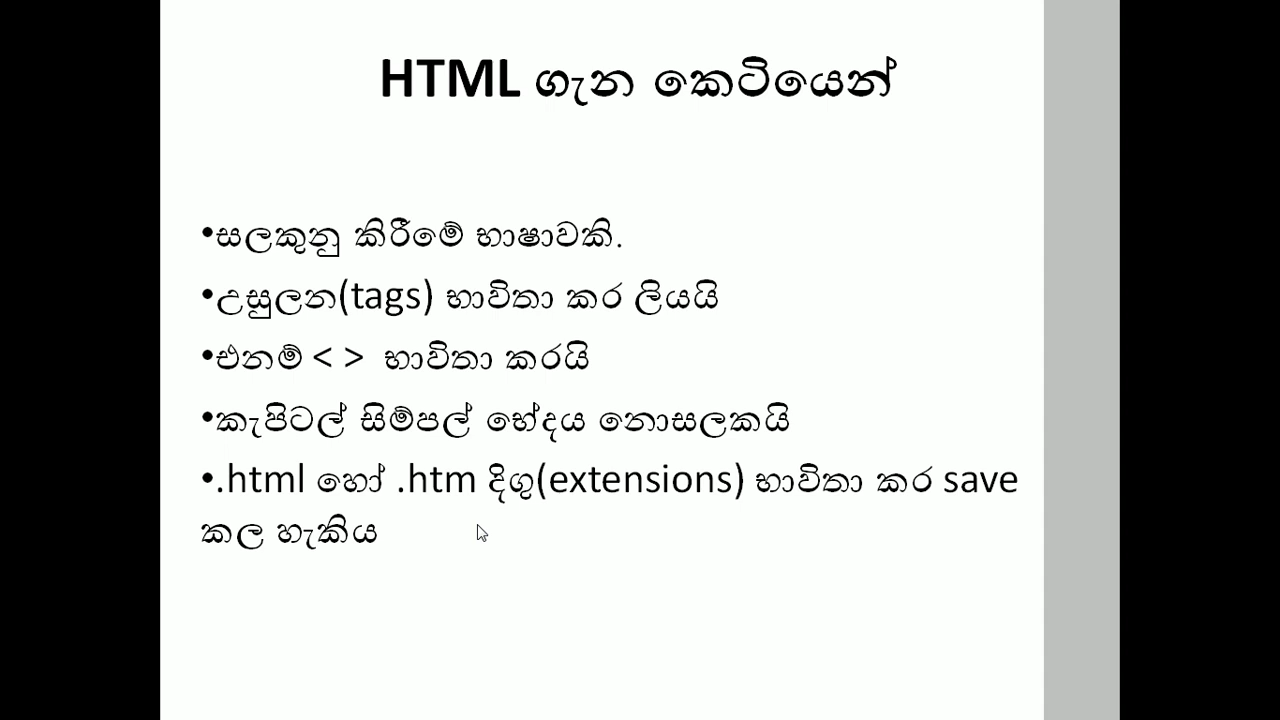 HTML ගැන කෙටියෙන්
•සලකුනු කිරීමේ භාෂාවකි.
•උසුලන(tags) භාවිතා කර ලියයි
•එනම් < > භාවිතා කරයි
•කැපිටල් සිම්පල් භේදය නොසලකයි
•.html හෝ .htm දිගු(extensions) භාවිතා කර save
කල හැකිය